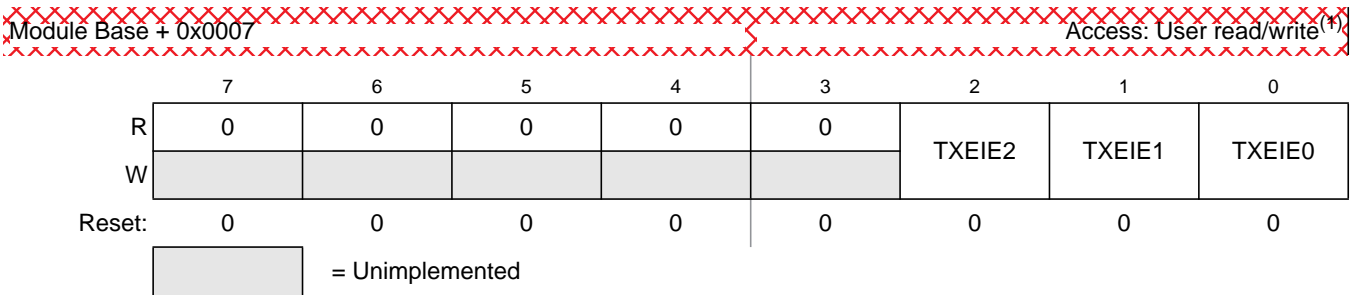 Module Base + 0x0007 Access: User read/write(1)
7 6 5 4 3 2 1 0
R 0 0 0 0 0 TXEIE2 TXEIE1 TXEIE0
W
Reset: 0 0 0 0 0 0 0 0
= Unimplemented